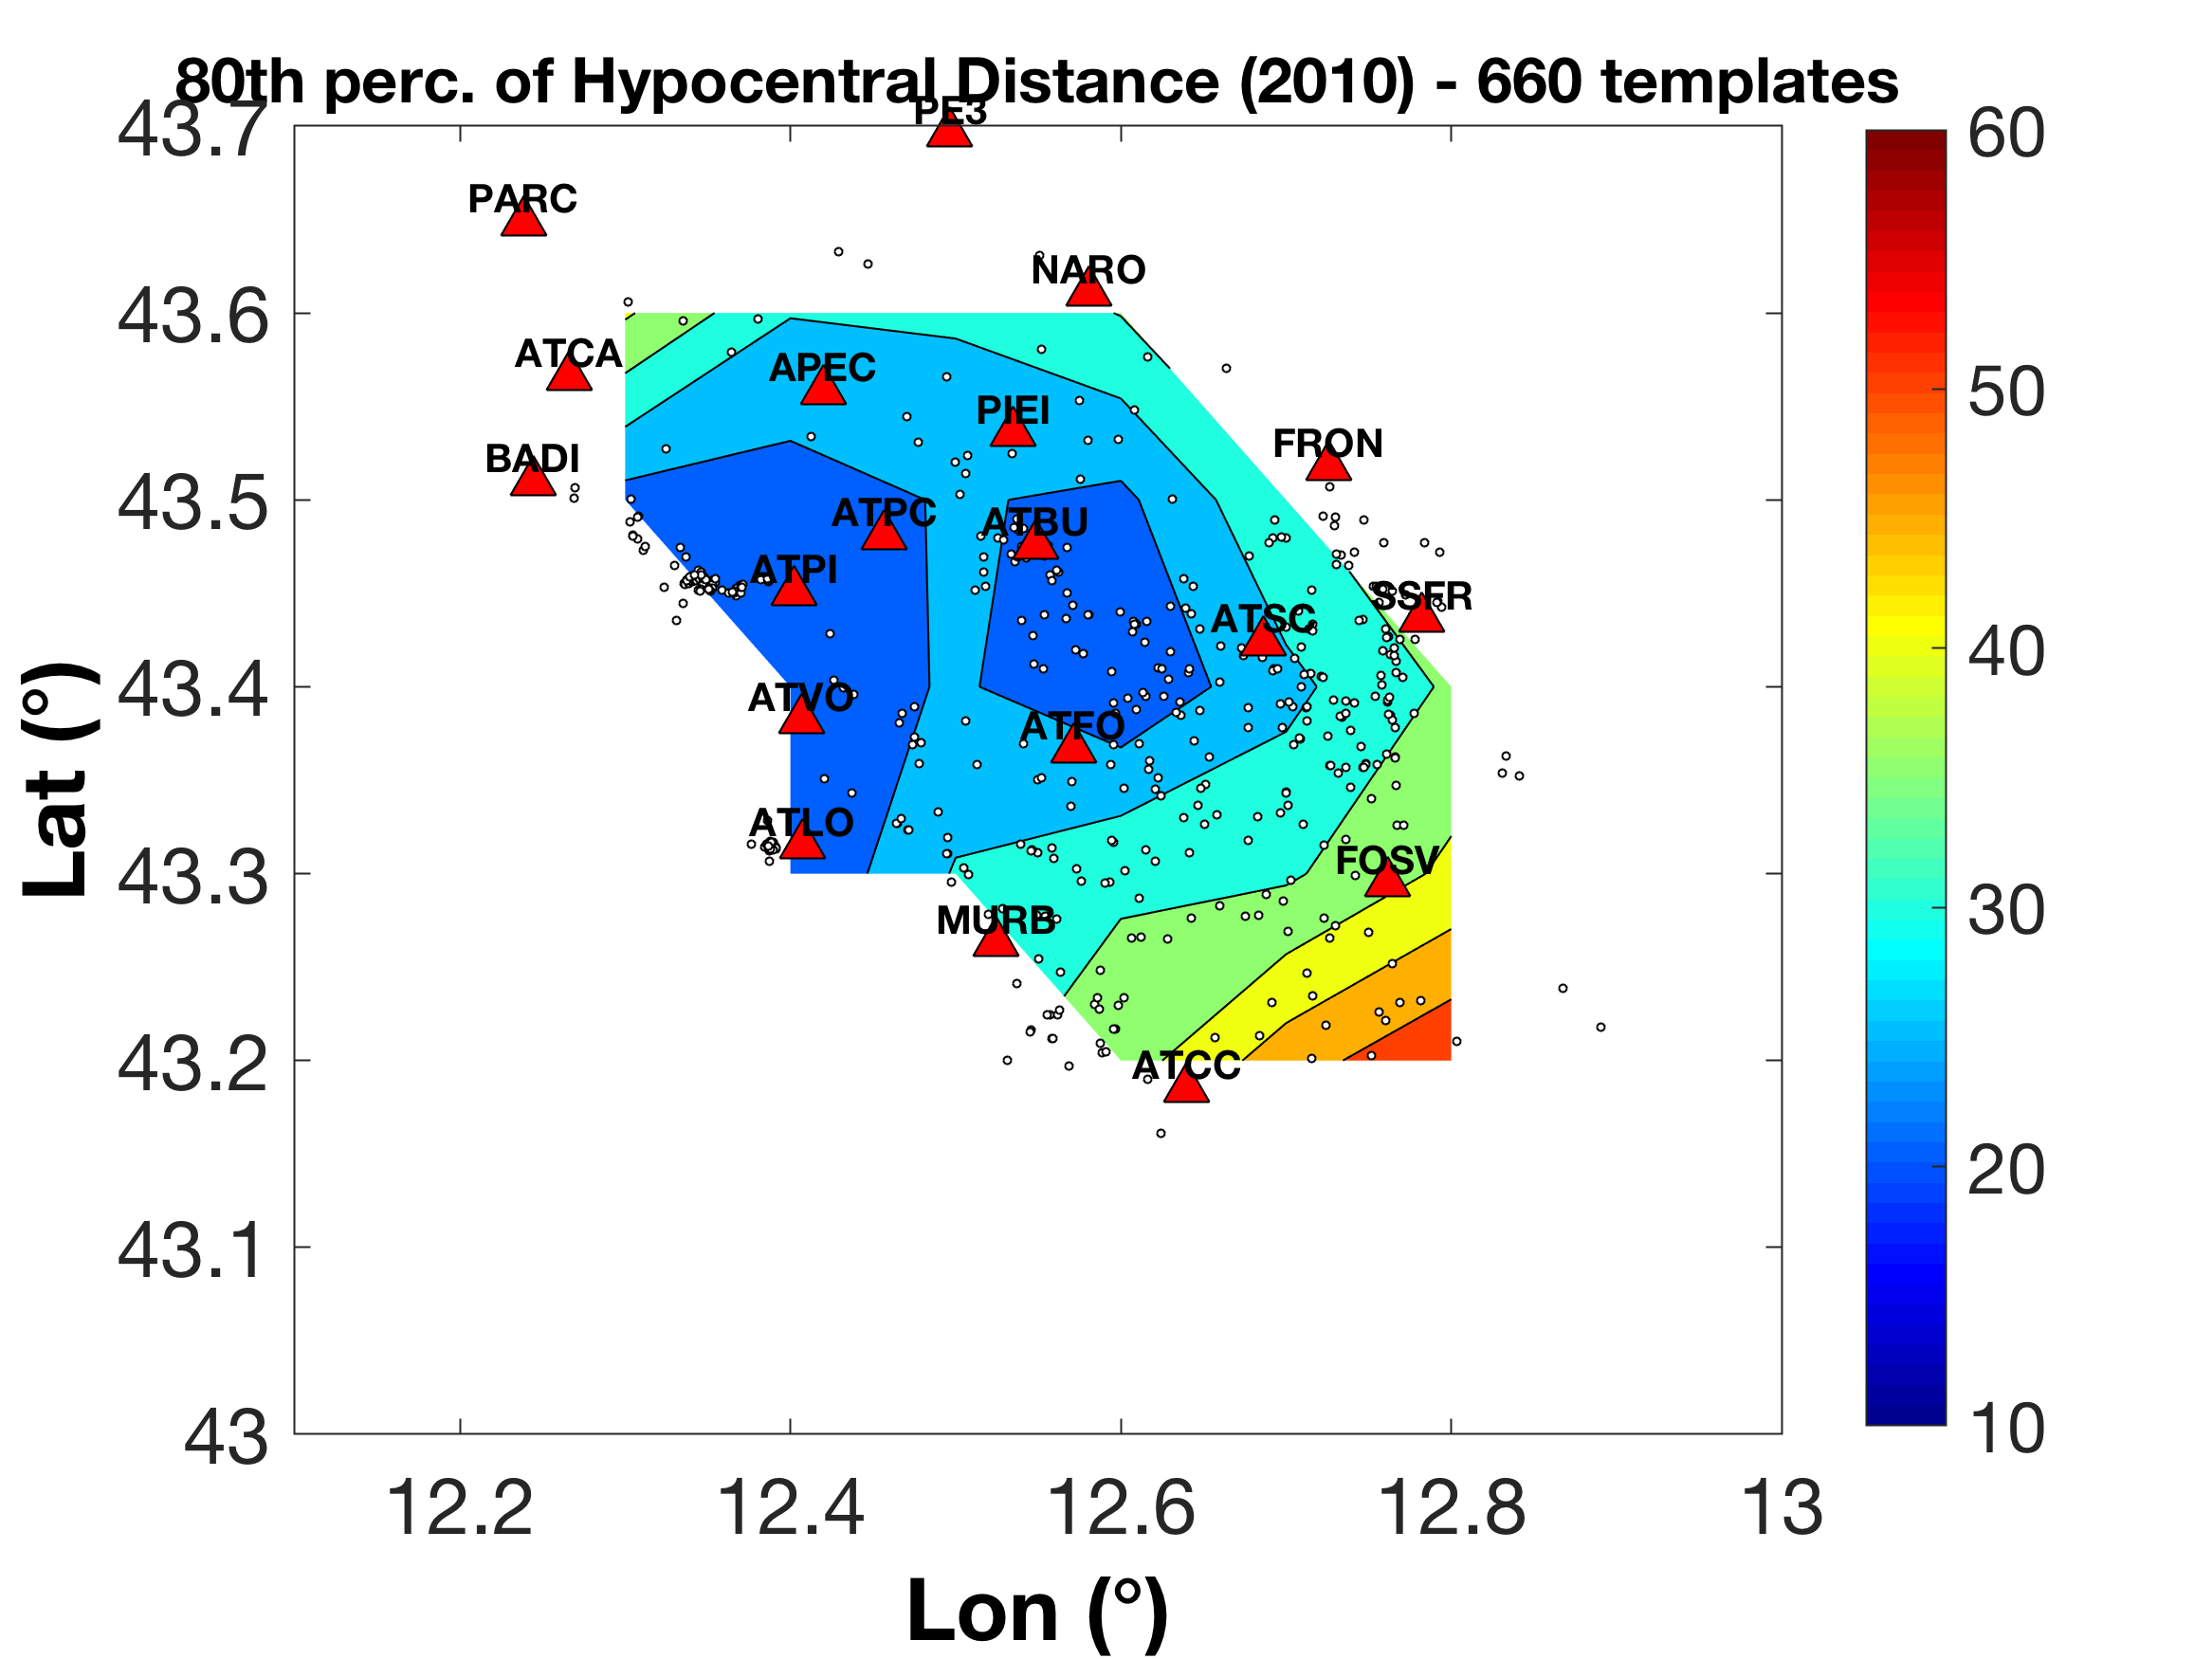 80th perc. of Hypocentral Distance (2010) - 660 templates
PE3
43.7
60
PARC
NARO
43.6
ATCA
APEC
50
PIEI
FRON
BADI
43.5
ATPC
ATBU
ATPI
SSFR
ATSC
40
43.4
ATVO
ATFO
ATLO
43.3
FOSV
30
MURB
43.2
ATCC
20
43.1
43
10
12.2
12.4
12.6
12.8
13
Lat (°)
Lon (°)